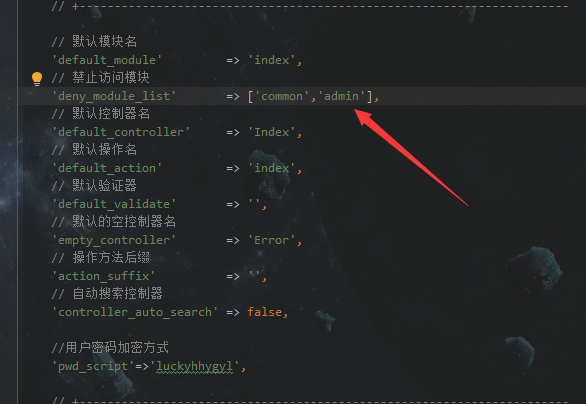 // +----------------------------------------------------------------------
// 默认模块名
'default_module' => 'index',
// 禁止访问模块
'deny_module_list' => ['common','admin'],
// 默认控制器名
'default_controller' => 'Index',
// 默认操作名
'default_action' => 'index',
// 默认验证器
'default_validate' => '',
// 默认的空控制器名
'empty_controller' => 'Error',
// 操作方法后缀
'action_suffix' => '',
// 自动搜索控制器
'controller_auto_search' => false,
//用户密码加密方式
'pwd_script'=>'luckyhhygyl',
// +----------------------------------------------------------------------